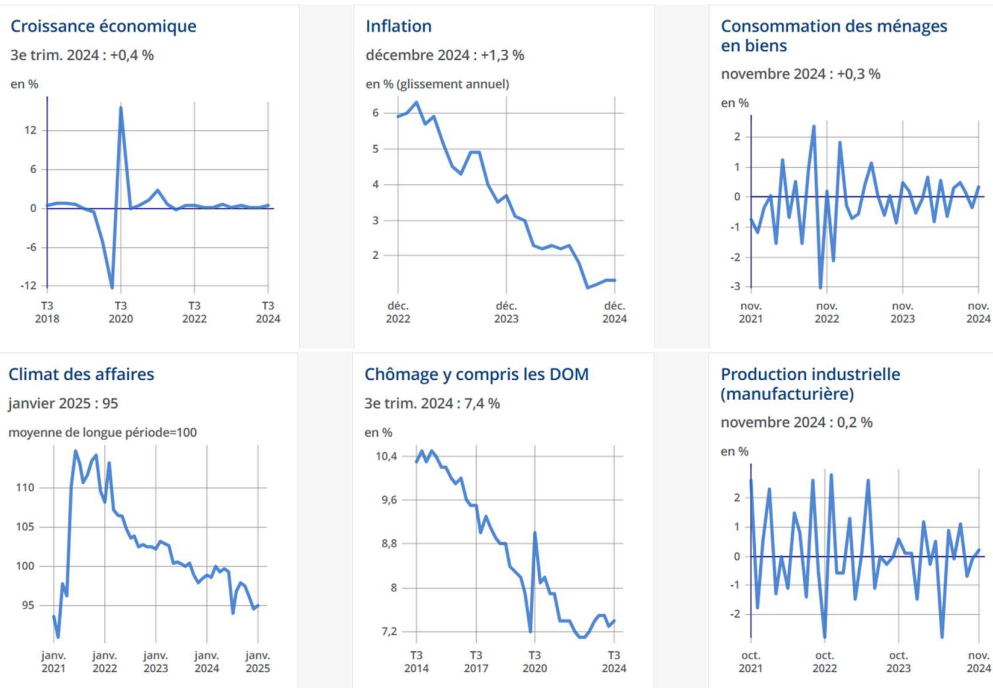 Croissance économique
3e trim. 2024 : +0,4 %
en %
12
6
0
-6
-12
T3 T3 T3 T3
2018 2020 2022 2024
Inflation
décembre 2024 : +1,3 %
en % (glissement annuel)
6
5
4
3
2
déc. déc. déc.
2022 2023 2024
Consommation des ménages
en biens
novembre 2024 : +0,3 %
en %
2
1
0
-1
-2
-3
nov. nov. nov. nov.
2021 2022 2023 2024
Climat des affaires
janvier 2025 : 95
moyenne de longue période=100
110
105
100
95
janv. janv. janv. janv. janv.
2021 2022 2023 2024 2025
Chômage y compris les DOM
3e trim. 2024 : 7,4 %
en %
10,4
9,6
8,8
8
7,2
T3 T3 T3 T3
2014 2017 2020 2024
Production industrielle
(manufacturière)
novembre 2024 : 0,2 %
en %
2
1
0
-1
-2
oct. oct. oct. nov.
2021 2022 2023 2024